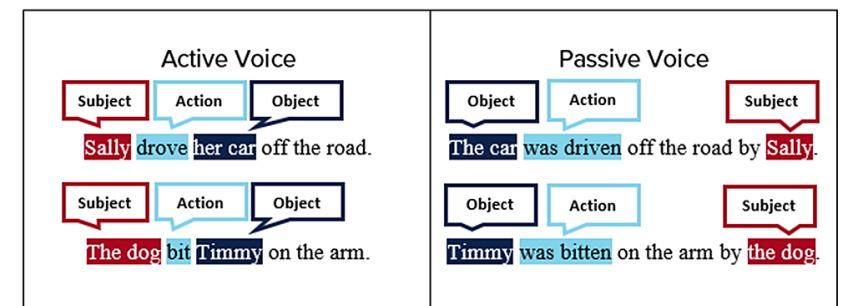 Active Voice
Subject Action Object
Sally drove her car off the road.
Subject Action Object
The dog bit Timmy on the arm.
Passive Voice
Object Action Subject
The car was driven off the road by Sally.
Object Action Subject
Timmy was bitten on the arm by the dog.